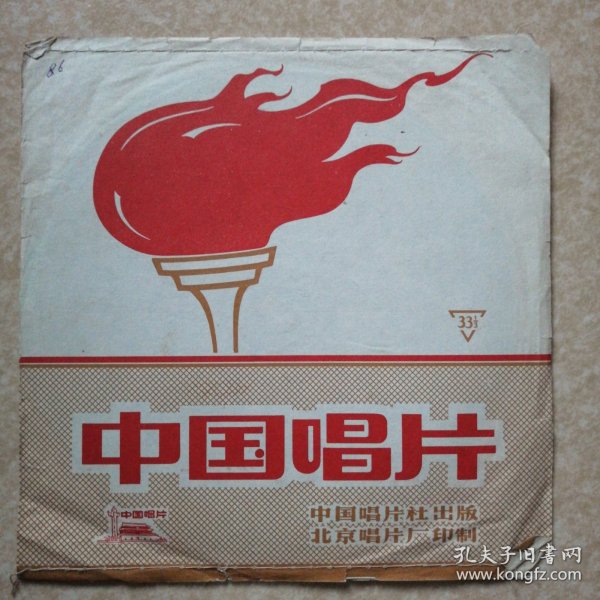 86
33⅓
中国唱片
中国唱片
中国唱片社出版
北京唱片厂印制
孔夫子旧书网
www.kongfz.com